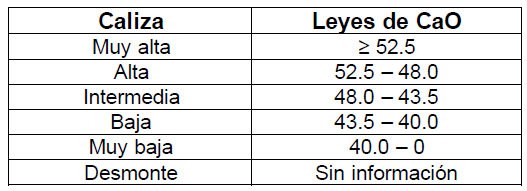 Caliza Leyes de CaO
Muy alta ≥ 52.5
Alta 52.5 – 48.0
Intermedia 48.0 – 43.5
Baja 43.5 – 40.0
Muy baja 40.0 – 0
Desmonte Sin información